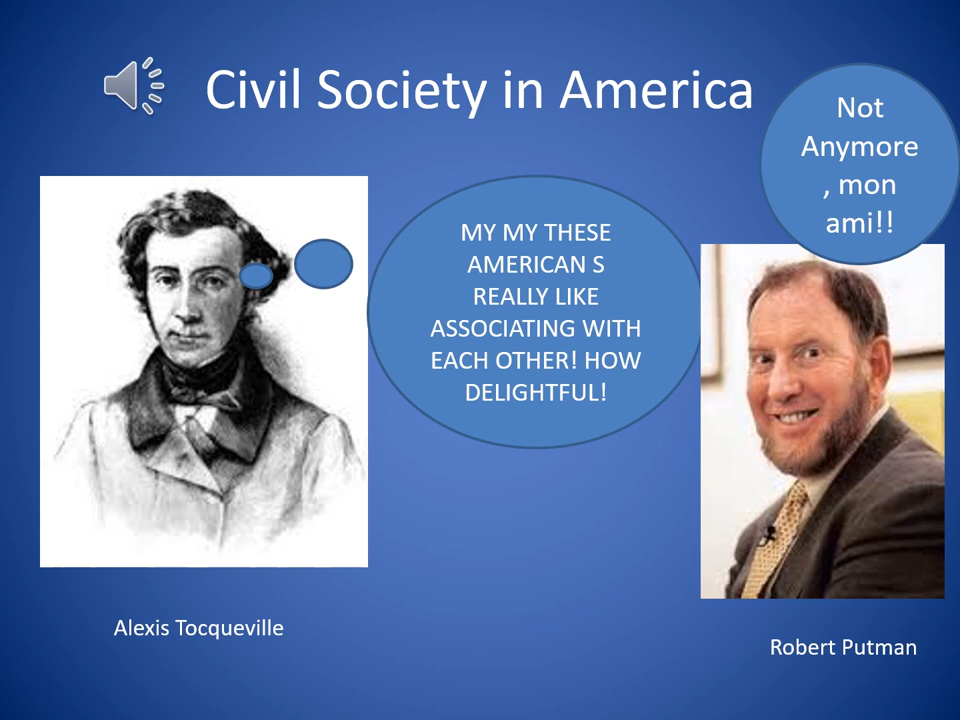 Civil Society in America
Not
Anymore
, mon
ami!!
MY MY THESE
AMERICAN S
REALLY LIKE
ASSOCIATING WITH
EACH OTHER! HOW
DELIGHTFUL!
Alexis Tocqueville
Robert Putman